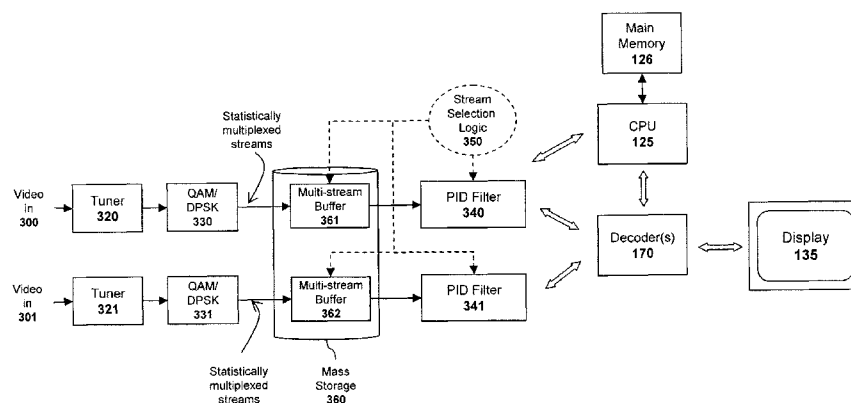 Main
Memory
126
Statistically
multiplexed
streams
Stream
Selection
Logic
350
CPU
125
Video
in
300
Tuner
320
QAM/
DPSK
330
Multi-stream
Buffer
361
PID Filter
340
Decoder(s)
170
Display
135
Video
in
301
Tuner
321
QAM/
DPSK
331
Multi-stream
Buffer
362
PID Filter
341
Statistically
multiplexed
streams
Mass
Storage
360